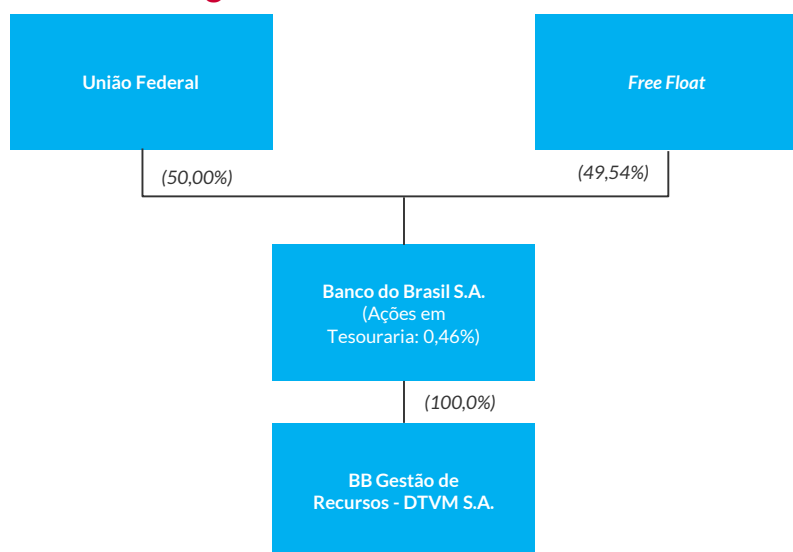 União Federal
Free Float
(50,00%)
(49,54%)
Banco do Brasil S.A.
(Ações em
Tesouraria: 0,46%)
(100,0%)
BB Gestão de
Recursos - DTVM S.A.